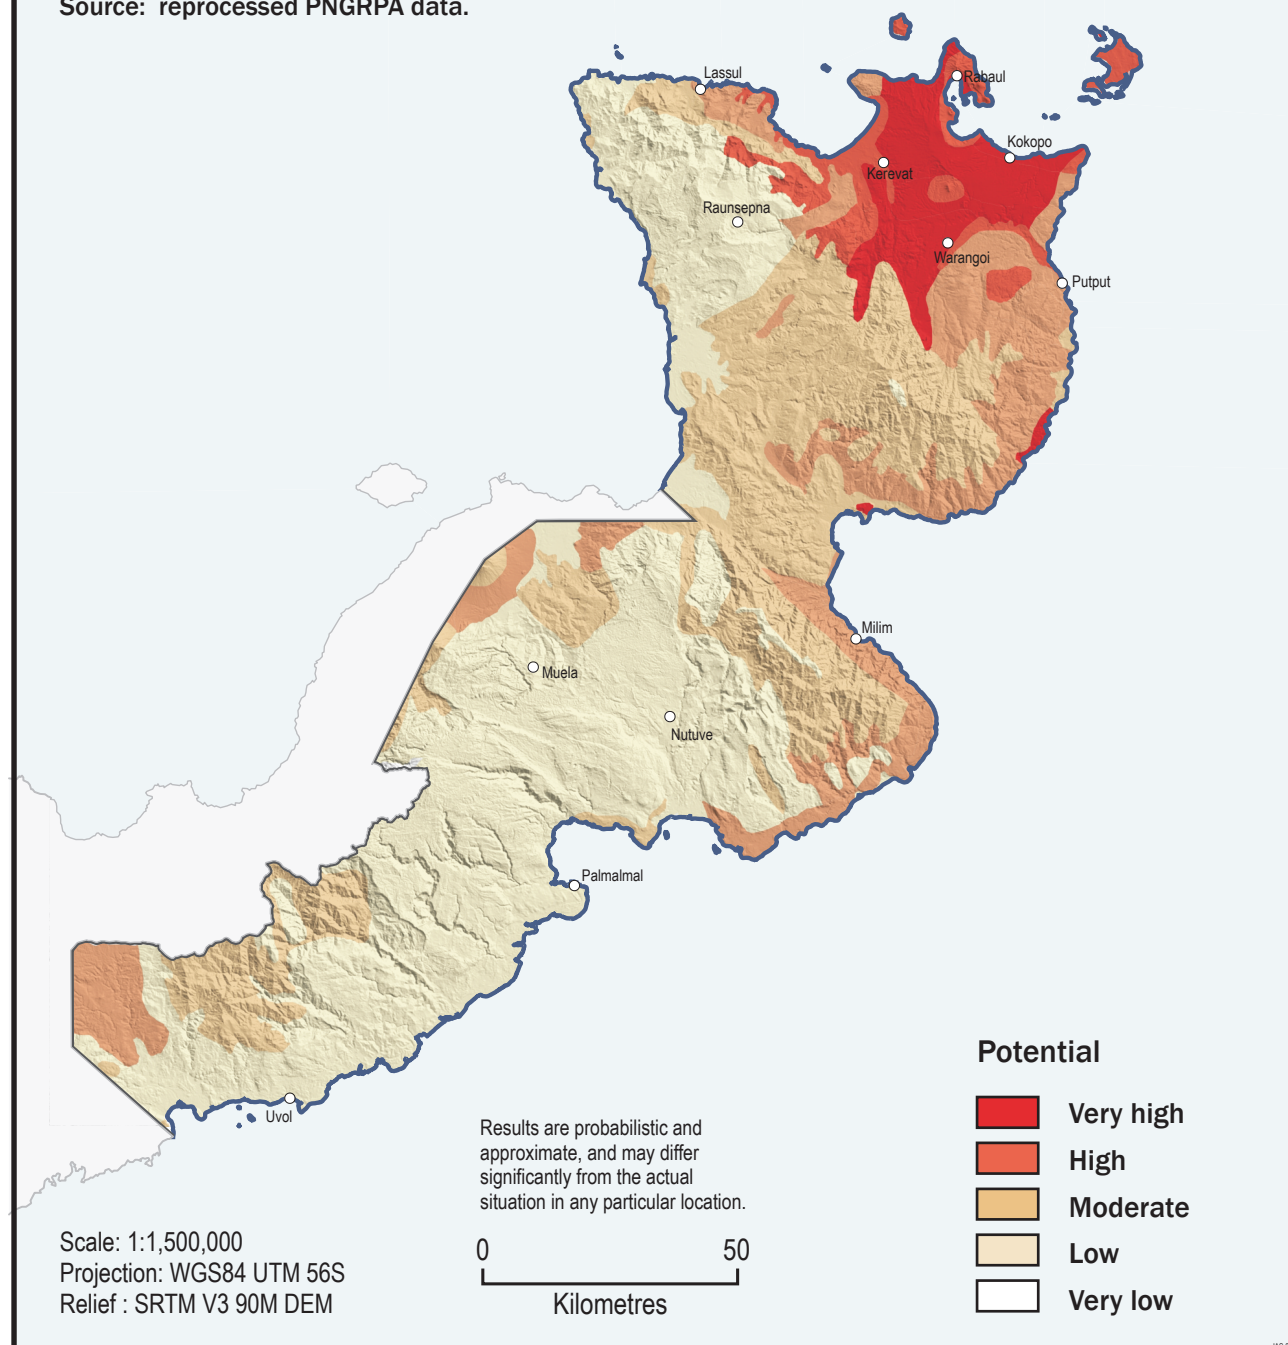 Source: reprocessed PNGRPA data.
Lassul
Rabaul
Kokopo
Kerevat
Raunsepna
Warangoi
Putput
Milim
Muela
Nutuve
Palmalmal
Uvol
Results are probabilistic and
approximate, and may differ
significantly from the actual
situation in any particular location.
Scale: 1:1,500,000
Projection: WGS84 UTM 56S
Relief : SRTM V3 90M DEM
0 50
Kilometres
Potential
Very high
High
Moderate
Low
Very low